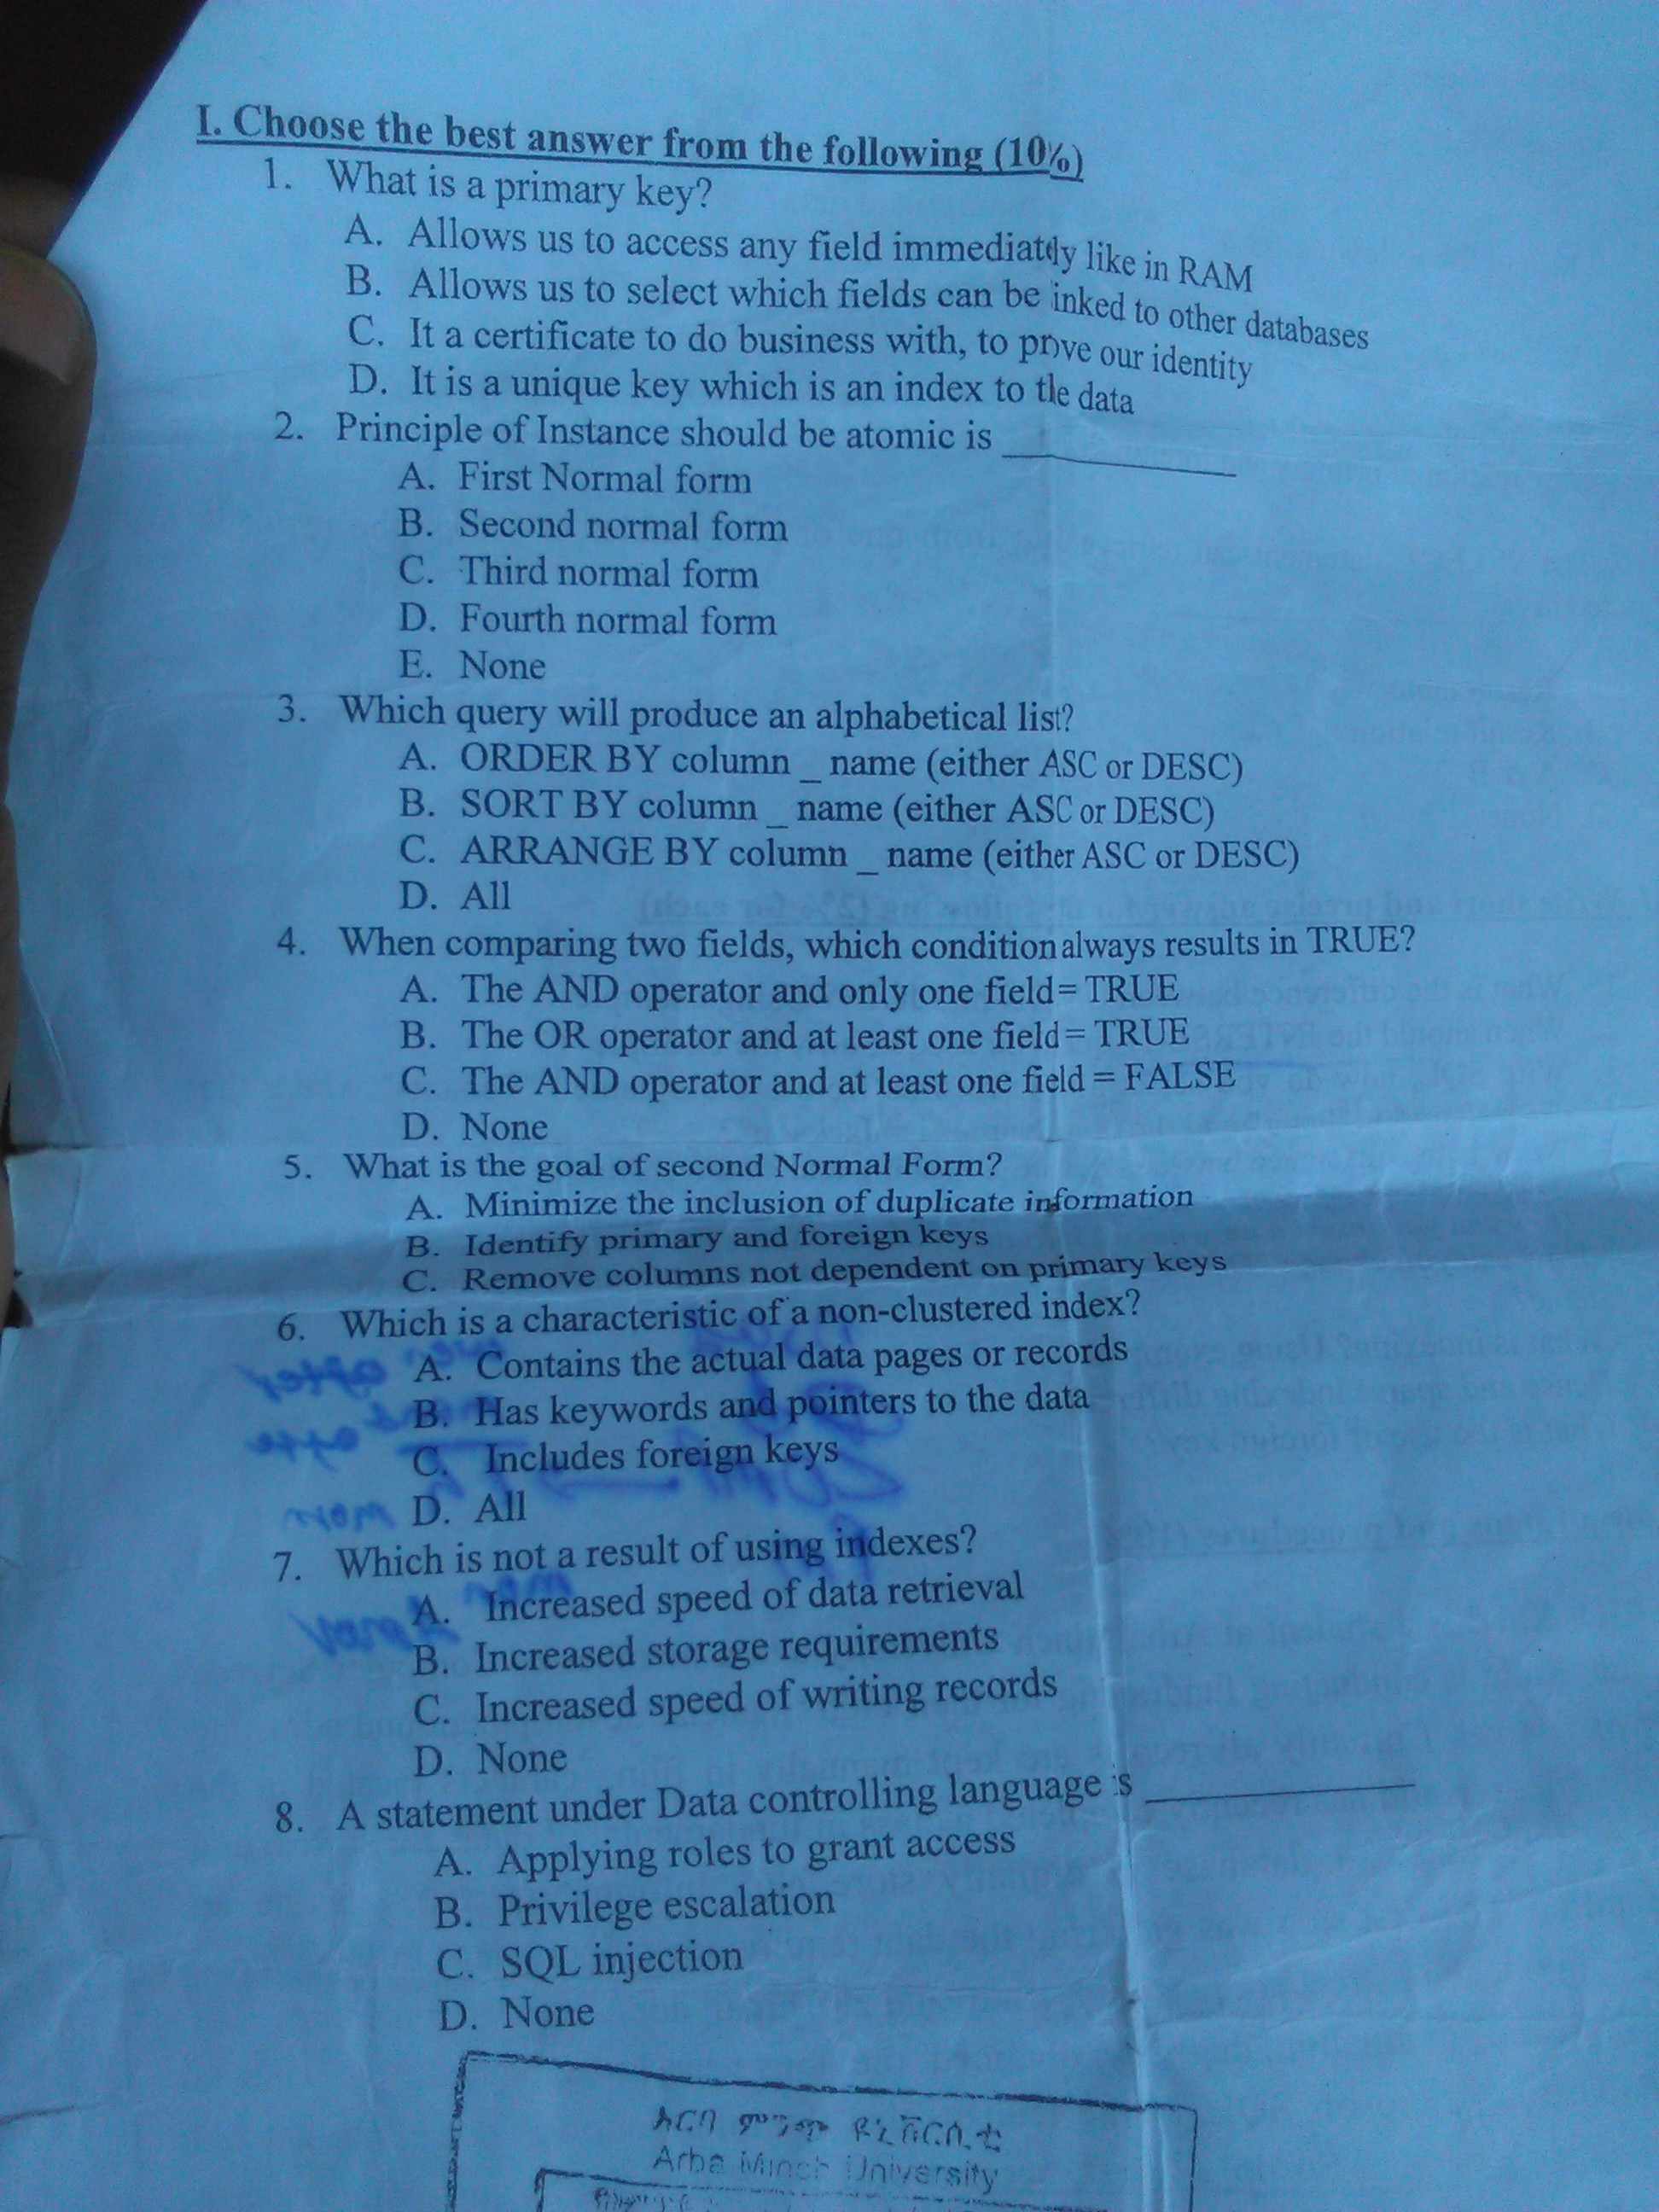 I. Choose the best answer from the following (10%)
1. What is a primary key?
A. Allows us to access any field immediatly like in RAM
B. Allows us to select which fields can be inked to other databases
C. It a certificate to do business with, to prove our identity
D. It is a unique key which is an index to the data
2. Principle of Instance should be atomic is ____________
A. First Normal form
B. Second normal form
C. Third normal form
D. Fourth normal form
E. None
3. Which query will produce an alphabetical list?
A. ORDER BY column _ name (either ASC or DESC)
B. SORT BY column _ name (either ASC or DESC)
C. ARRANGE BY column _ name (either ASC or DESC)
D. All
4. When comparing two fields, which condition always results in TRUE?
A. The AND operator and only one field= TRUE
B. The OR operator and at least one field= TRUE
C. The AND operator and at least one field = FALSE
D. None
5. What is the goal of second Normal Form?
A. Minimize the inclusion of duplicate information
B. Identify primary and foreign keys
C. Remove columns not dependent on primary keys
6. Which is a characteristic of a non-clustered index?
A. Contains the actual data pages or records
B. Has keywords and pointers to the data
C. Includes foreign keys
D. All
7. Which is not a result of using indexes?
A. Increased speed of data retrieval
B. Increased storage requirements
C. Increased speed of writing records
D. None
8. A statement under Data controlling language is ____________
A. Applying roles to grant access
B. Privilege escalation
C. SQL injection
D. None
አርባ ምንጭ ዩኒቨርሲቲ
Arba Minch University